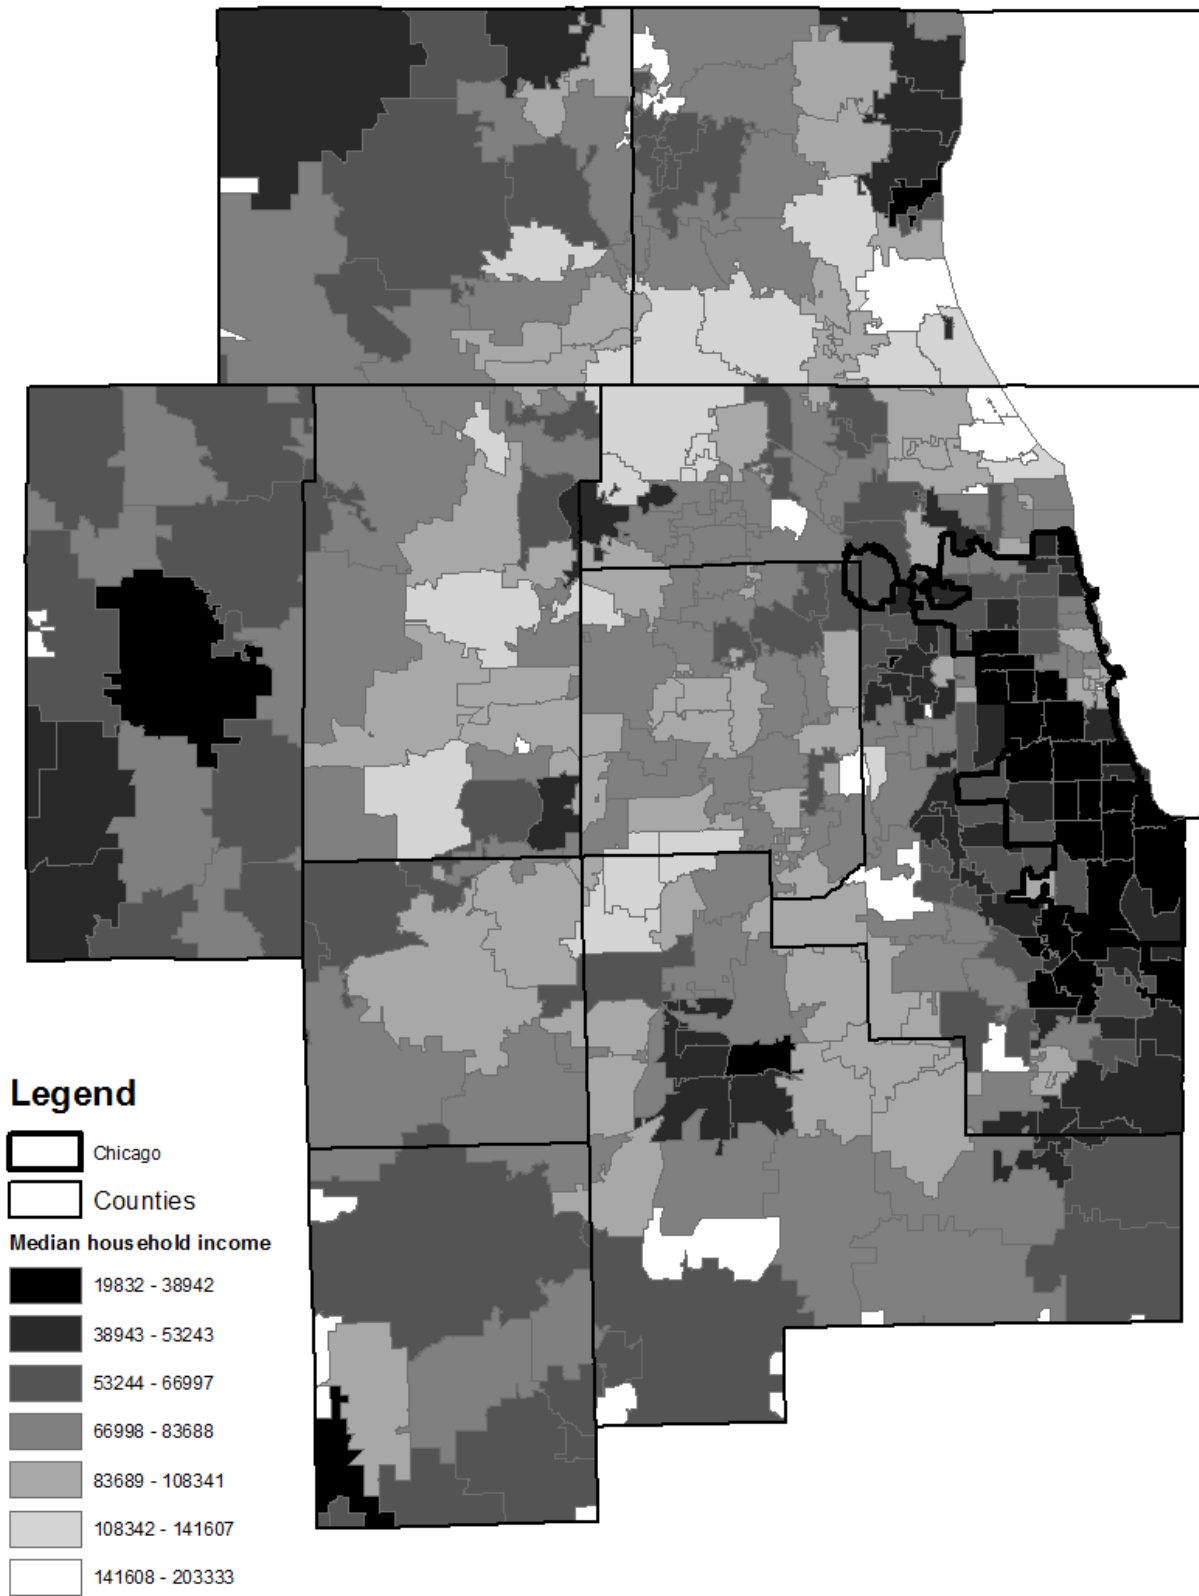 Legend
Chicago
Counties
Median household income
19832 - 38942
38943 - 53243
53244 - 66997
66998 - 83688
83689 - 108341
108342 - 141607
141608 - 203333